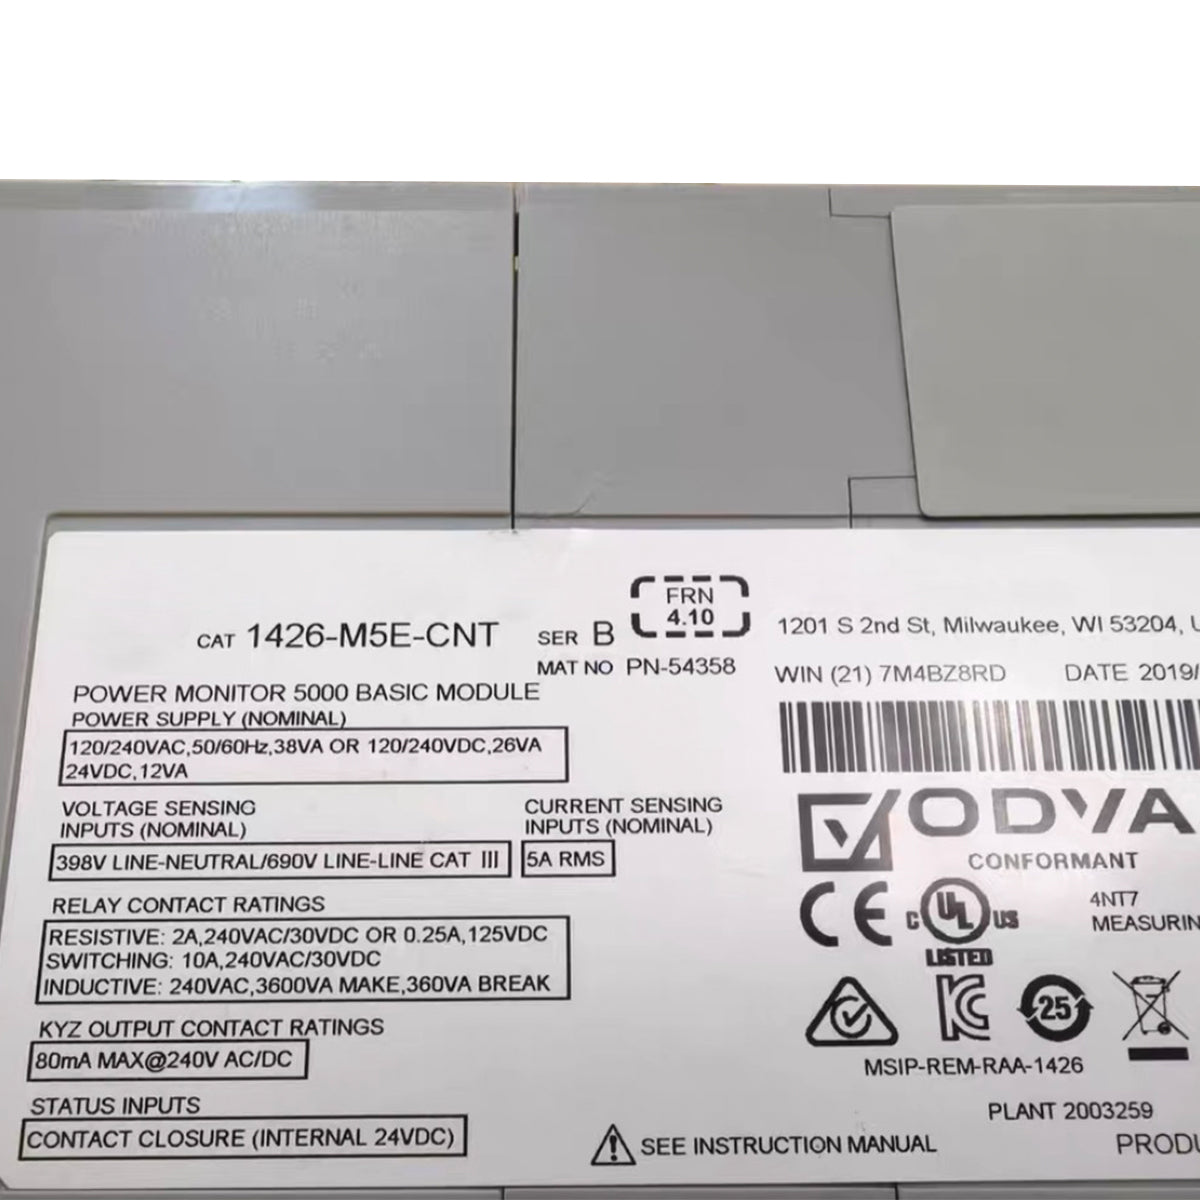 FRN
4.10
CAT 1426-M5E-CNT SER B
MAT NO PN-54358
1201 S 2nd St, Milwaukee, WI 53204,
WIN (21) 7M4BZ8RD DATE 2019/
POWER MONITOR 5000 BASIC MODULE
POWER SUPPLY (NOMINAL)
120/240VAC,50/60Hz,38VA OR 120/240VDC,26VA
24VDC,12VA
VOLTAGE SENSING
INPUTS (NOMINAL)
398V LINE-NEUTRAL/690V LINE-LINE CAT III
CURRENT SENSING
INPUTS (NOMINAL)
5A RMS
RELAY CONTACT RATINGS
RESISTIVE: 2A,240VAC/30VDC OR 0.25A,125VDC
SWITCHING: 10A,240VAC/30VDC
INDUCTIVE: 240VAC,3600VA MAKE,360VA BREAK
KYZ OUTPUT CONTACT RATINGS
80mA MAX@240V AC/DC
STATUS INPUTS
CONTACT CLOSURE (INTERNAL 24VDC)
ODVA
CONFORMANT
CE C UL US
LISTED
4NT7
MEASURIN
KC
25
MSIP-REM-RAA-1426
PLANT 2003259
SEE INSTRUCTION MANUAL
PRODU